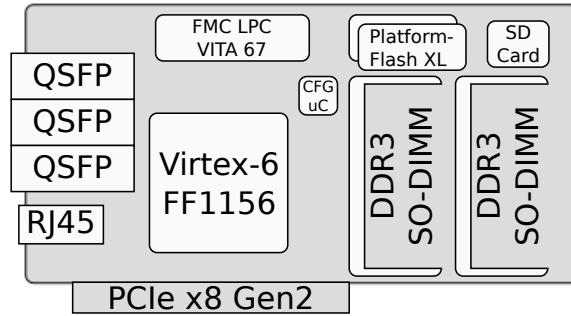 FMC LPC
VITA 67
Platform-
Flash XL
SD
Card
QSFP
QSFP
QSFP
CFG
uC
Virtex-6
FF1156
DDR3
SO-DIMM
DDR3
SO-DIMM
RJ45
PCIe x8 Gen2